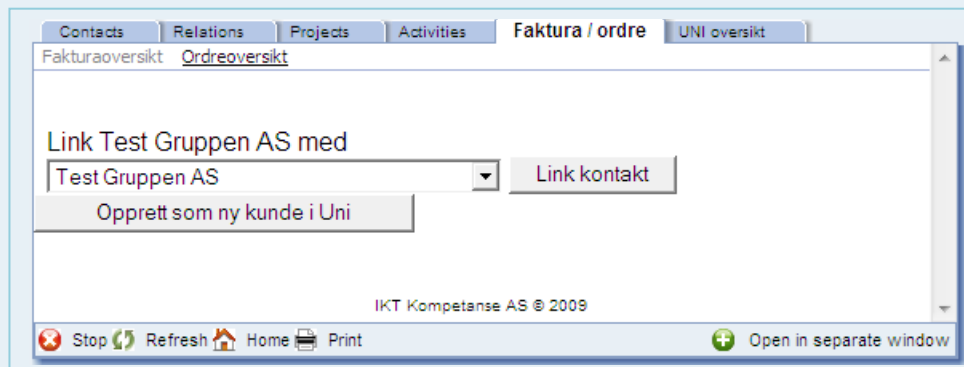 Contacts Relations Projects Activities Faktura / ordre UNI oversikt
Fakturaoversikt Ordreoversikt
Link Test Gruppen AS med
Test Gruppen AS Link kontakt
Opprett som ny kunde i Uni
IKT Kompetanse AS © 2009
Stop Refresh Home Print Open in separate window